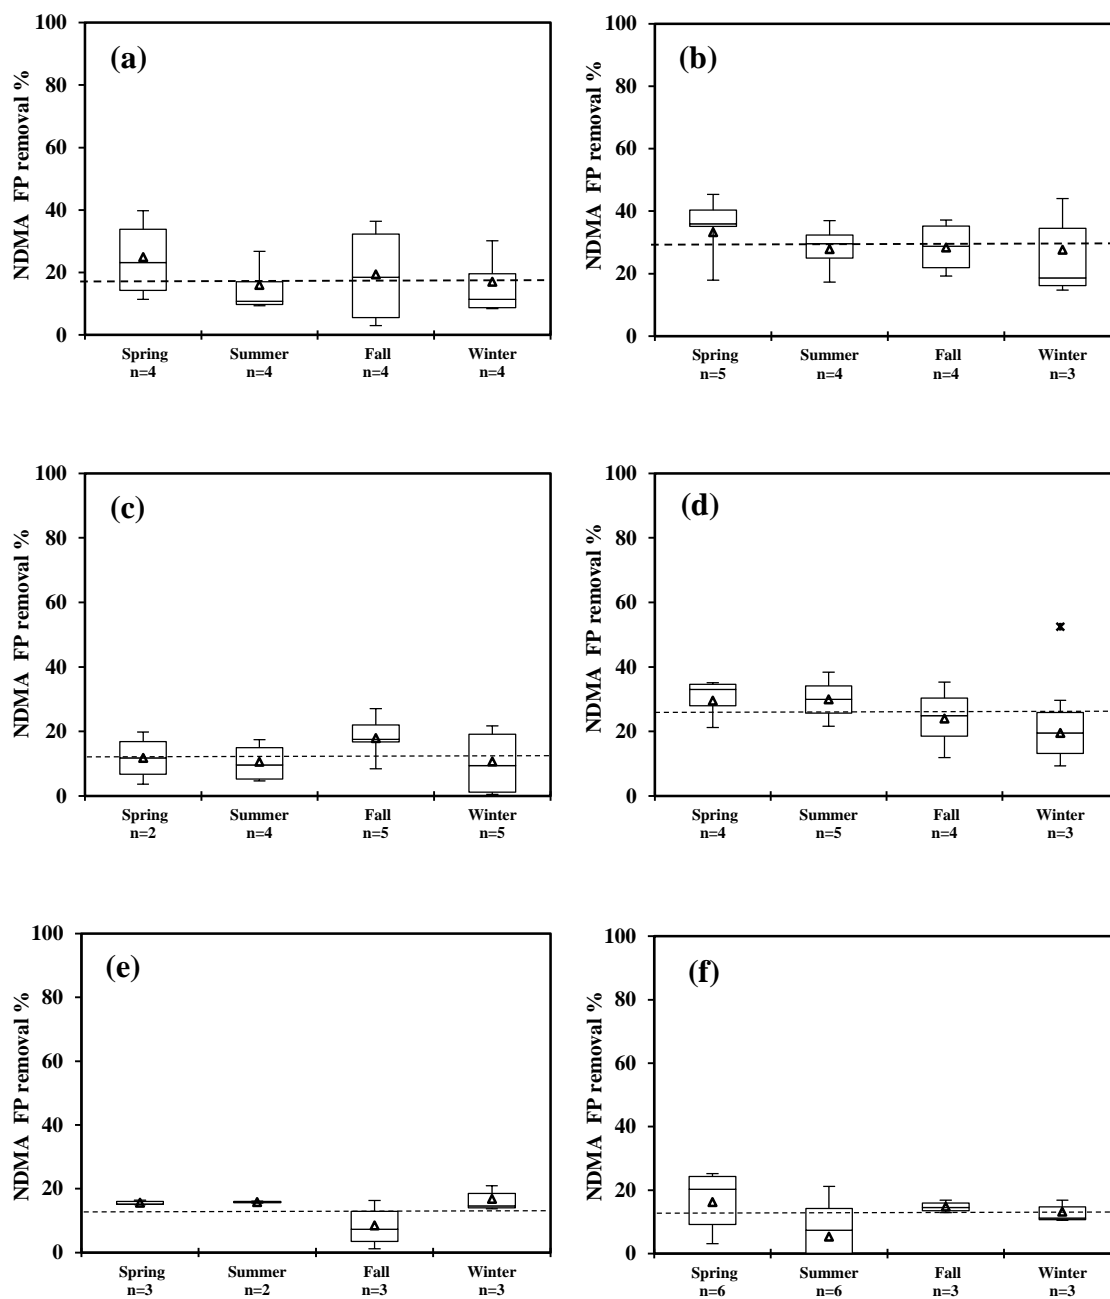 (a)
NDMA FP removal %
100
80
60
40
20
0
Spring Summer Fall Winter
n=4 n=4 n=4 n=4
(b)
NDMA FP removal %
100
80
60
40
20
0
Spring Summer Fall Winter
n=5 n=4 n=4 n=3
(c)
NDMA FP removal %
100
80
60
40
20
0
Spring Summer Fall Winter
n=2 n=4 n=5 n=5
(d)
NDMA FP removal %
100
80
60
40
20
0
Spring Summer Fall Winter
n=4 n=5 n=4 n=3
(e)
NDMA FP removal %
100
80
60
40
20
0
Spring Summer Fall Winter
n=3 n=2 n=3 n=3
(f)
NDMA FP removal %
100
80
60
40
20
0
Spring Summer Fall Winter
n=6 n=6 n=3 n=3